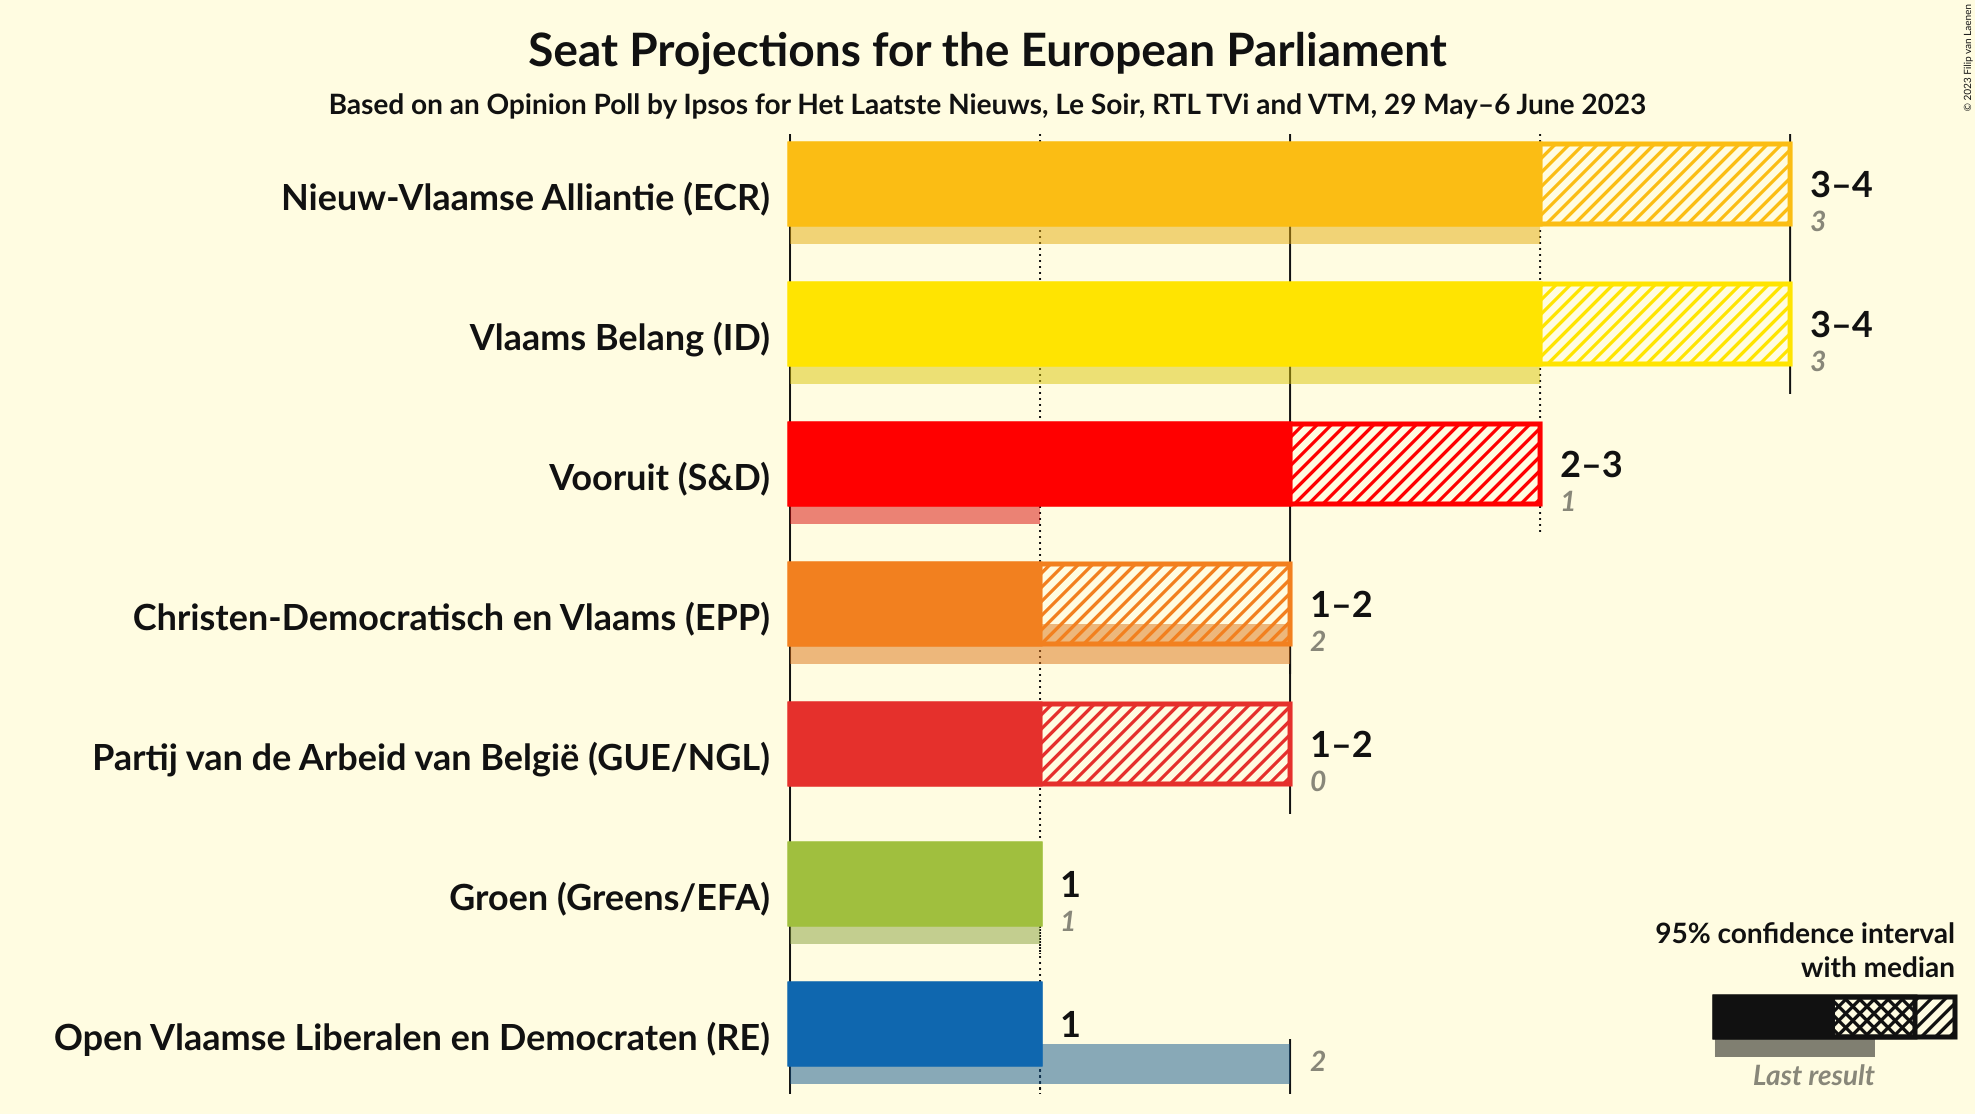 Seat Projections for the European Parliament
Based on an Opinion Poll by Ipsos for Het Laatste Nieuws, Le Soir, RTL TVi and VTM, 29 May–6 June 2023
© 2023 Filip van Laenen
Nieuw-Vlaamse Alliantie (ECR)
3–4
3
Vlaams Belang (ID)
3–4
3
Vooruit (S&D)
2–3
1
Christen-Democratisch en Vlaams (EPP)
1–2
2
Partij van de Arbeid van België (GUE/NGL)
1–2
0
Groen (Greens/EFA)
1
1
Open Vlaamse Liberalen en Democraten (RE)
1
2
95% confidence interval
with median
Last result